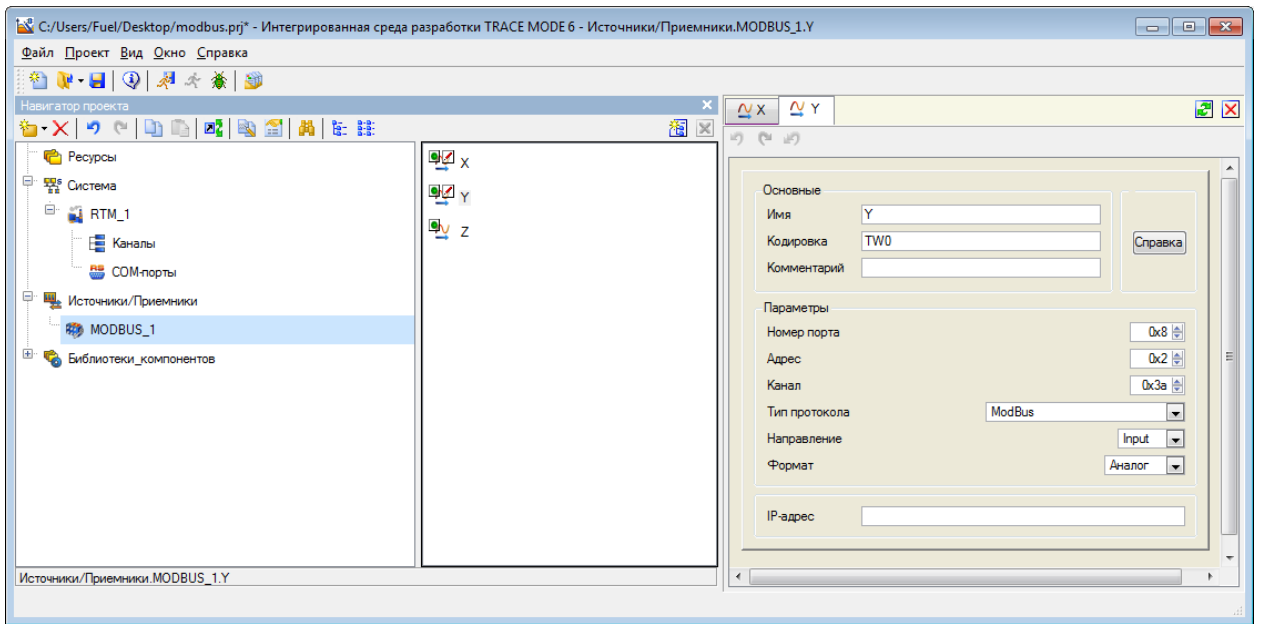 C:/Users/Fuel/Desktop/modbus.prj* - Интегрированная среда разработки TRACE MODE 6 - Источники/Приемники.MODBUS_1.Y
Файл Проект Вид Окно Справка
Навигатор проекта
Ресурсы
Система
RTM_1
Каналы
COM-порты
Источники/Приемники
MODBUS_1
Библиотеки_компонентов
X
Y
Z
Источники/Приемники.MODBUS_1.Y
X Y
Основные
Имя Y
Кодировка TW0
Комментарий
Справка
Параметры
Номер порта 0x8
Адрес 0x2
Канал 0x3a
Тип протокола ModBus
Направление Input
Формат Аналог
IP-адрес